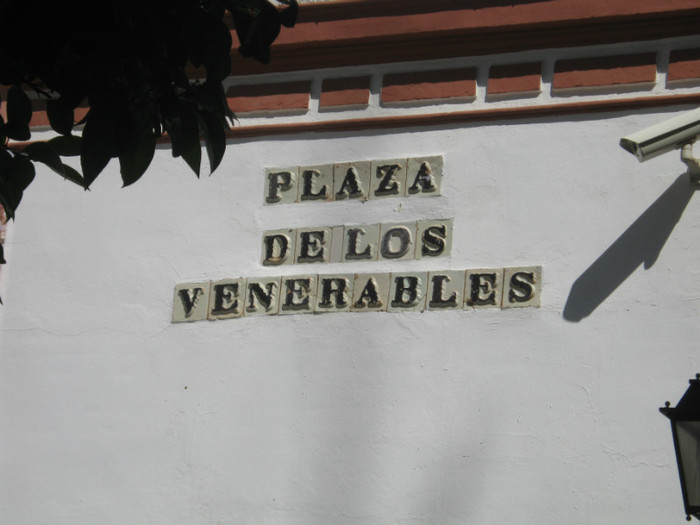 PLAZA
DE LOS
VENERABLES